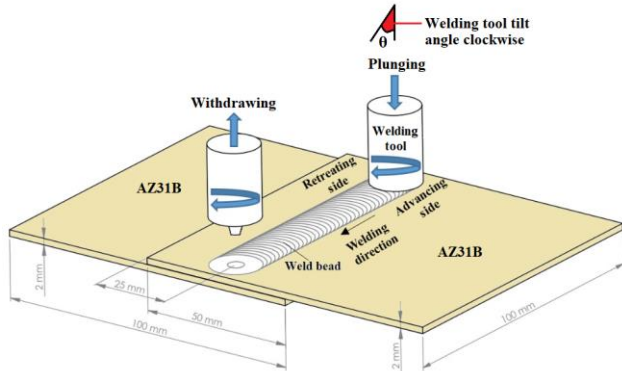 Welding tool tilt
angle clockwise
θ
Plunging
Withdrawing
Welding
tool
AZ31B
Retreating
side
Advancing
side
Welding
direction
Weld bead
AZ31B
2 mm
25 mm
50 mm
100 mm
2 mm
100 mm